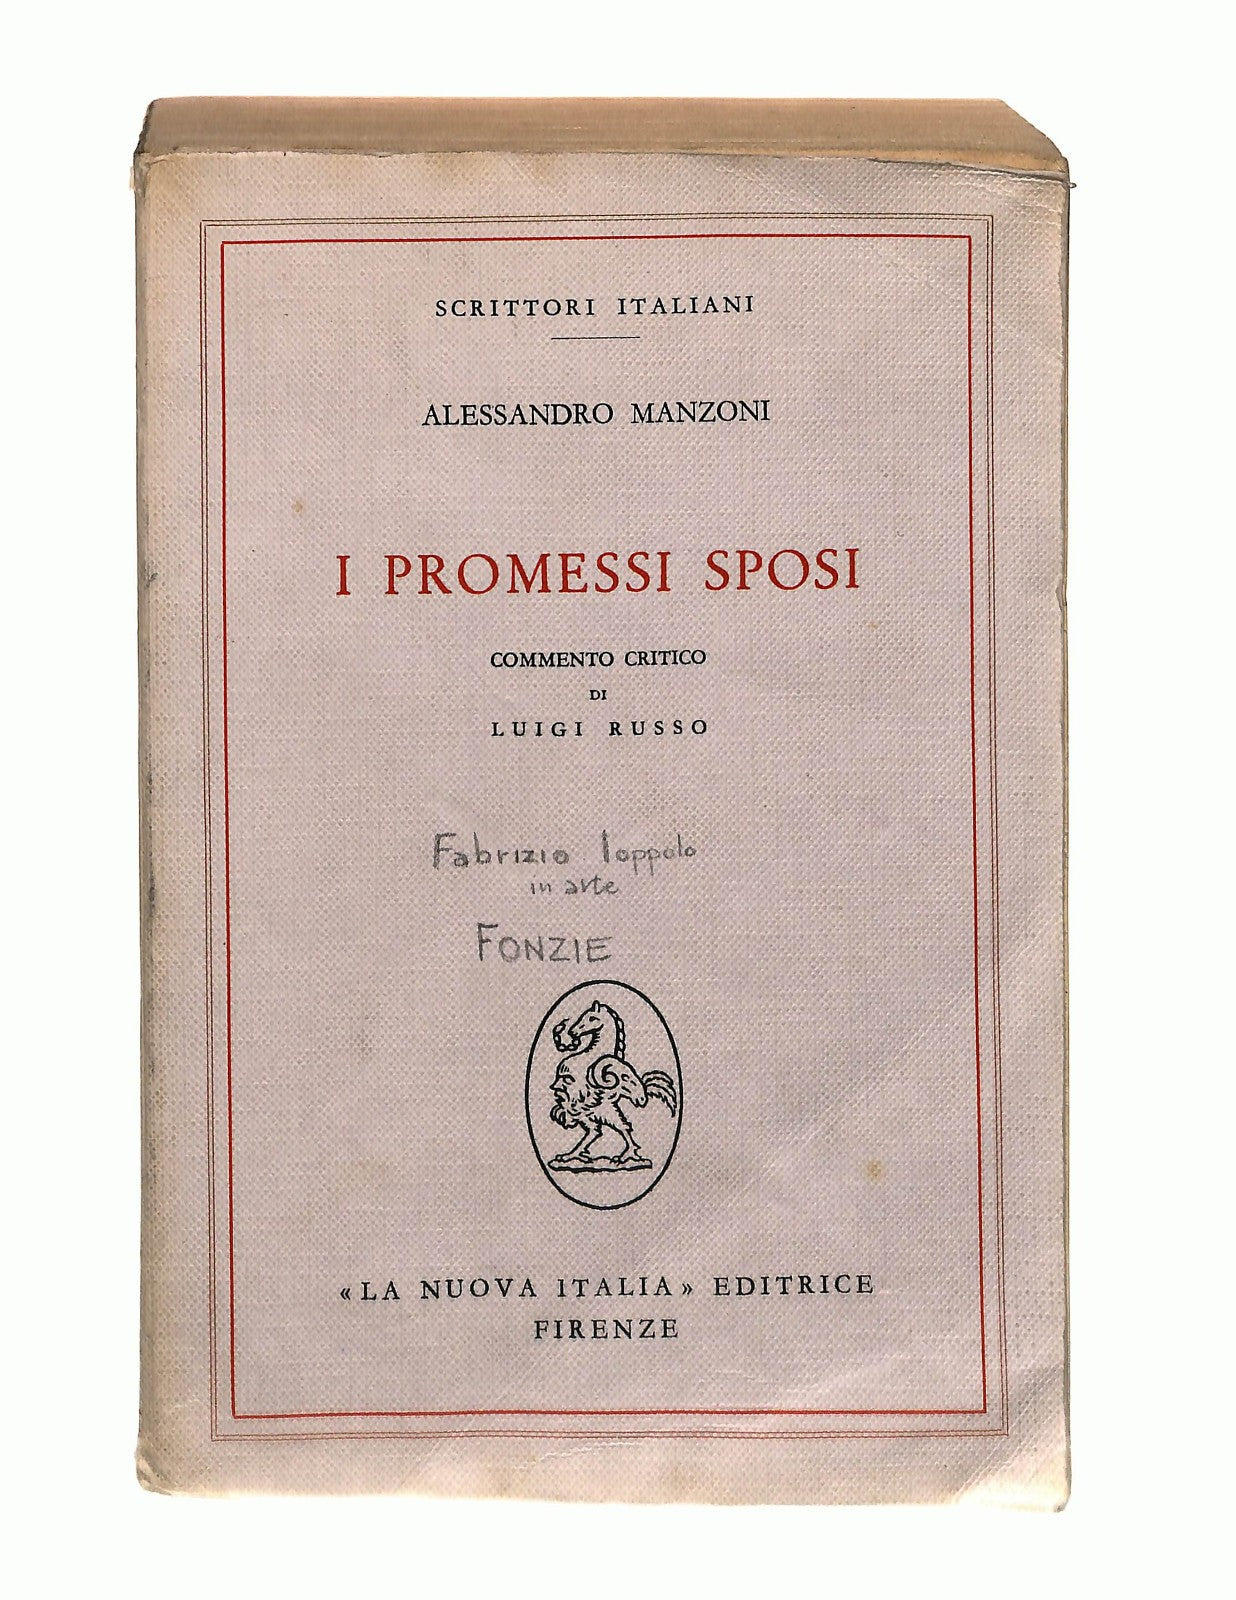 SCRITTORI ITALIANI
ALESSANDRO MANZONI
I PROMESSI SPOSI
COMMENTO CRITICO
DI
LUIGI RUSSO
Fabrizio Ioppolo
in arte
FONZIE
«LA NUOVA ITALIA» EDITRICE
FIRENZE